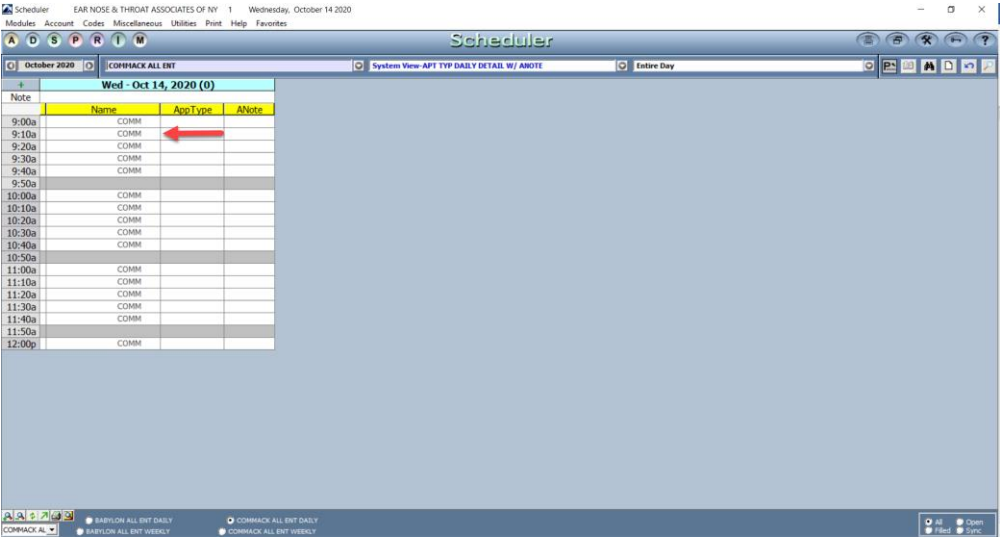 Scheduler EAR NOSE & THROAT ASSOCIATES OF NY 1 Wednesday, October 14 2020
Modules Account Codes Miscellaneous Utilities Print Help Favorites
A D S P R I M Scheduler ?
October 2020 COMMACK ALL ENT System View-APT TYP DAILY DETAIL W/ ANOTE Entire Day
+ Wed - Oct 14, 2020 (0)
Note
Name AppType ANote
9:00a COMM
9:10a COMM
9:20a COMM
9:30a COMM
9:40a COMM
9:50a
10:00a COMM
10:10a COMM
10:20a COMM
10:30a COMM
10:40a COMM
10:50a
11:00a COMM
11:10a COMM
11:20a COMM
11:30a COMM
11:40a COMM
11:50a
12:00p COMM
BABYLON ALL ENT DAILY COMMACK ALL ENT DAILY All Open
COMMACK AL BABYLON ALL ENT WEEKLY COMMACK ALL ENT WEEKLY Filled Sync